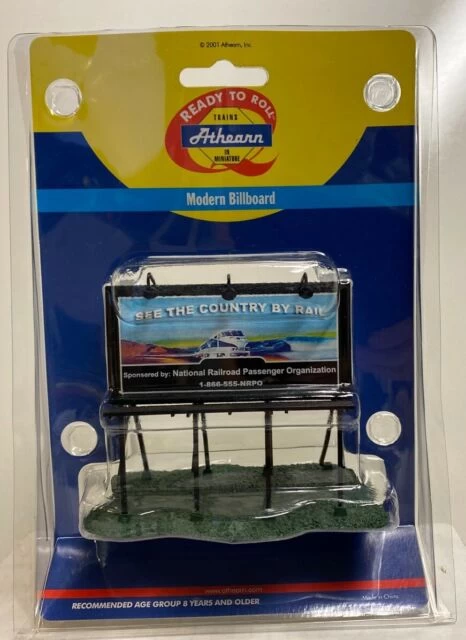 © 2001 Athearn, Inc.
READY TO ROLL
TRAINS
Athearn
IN
MINIATURE
Modern Billboard
SEE THE COUNTRY BY RAIL
Sponsored by: National Railroad Passenger Organization
1-866-555-NRPO
www.athearn.com
Made in China
RECOMMENDED AGE GROUP 8 YEARS AND OLDER